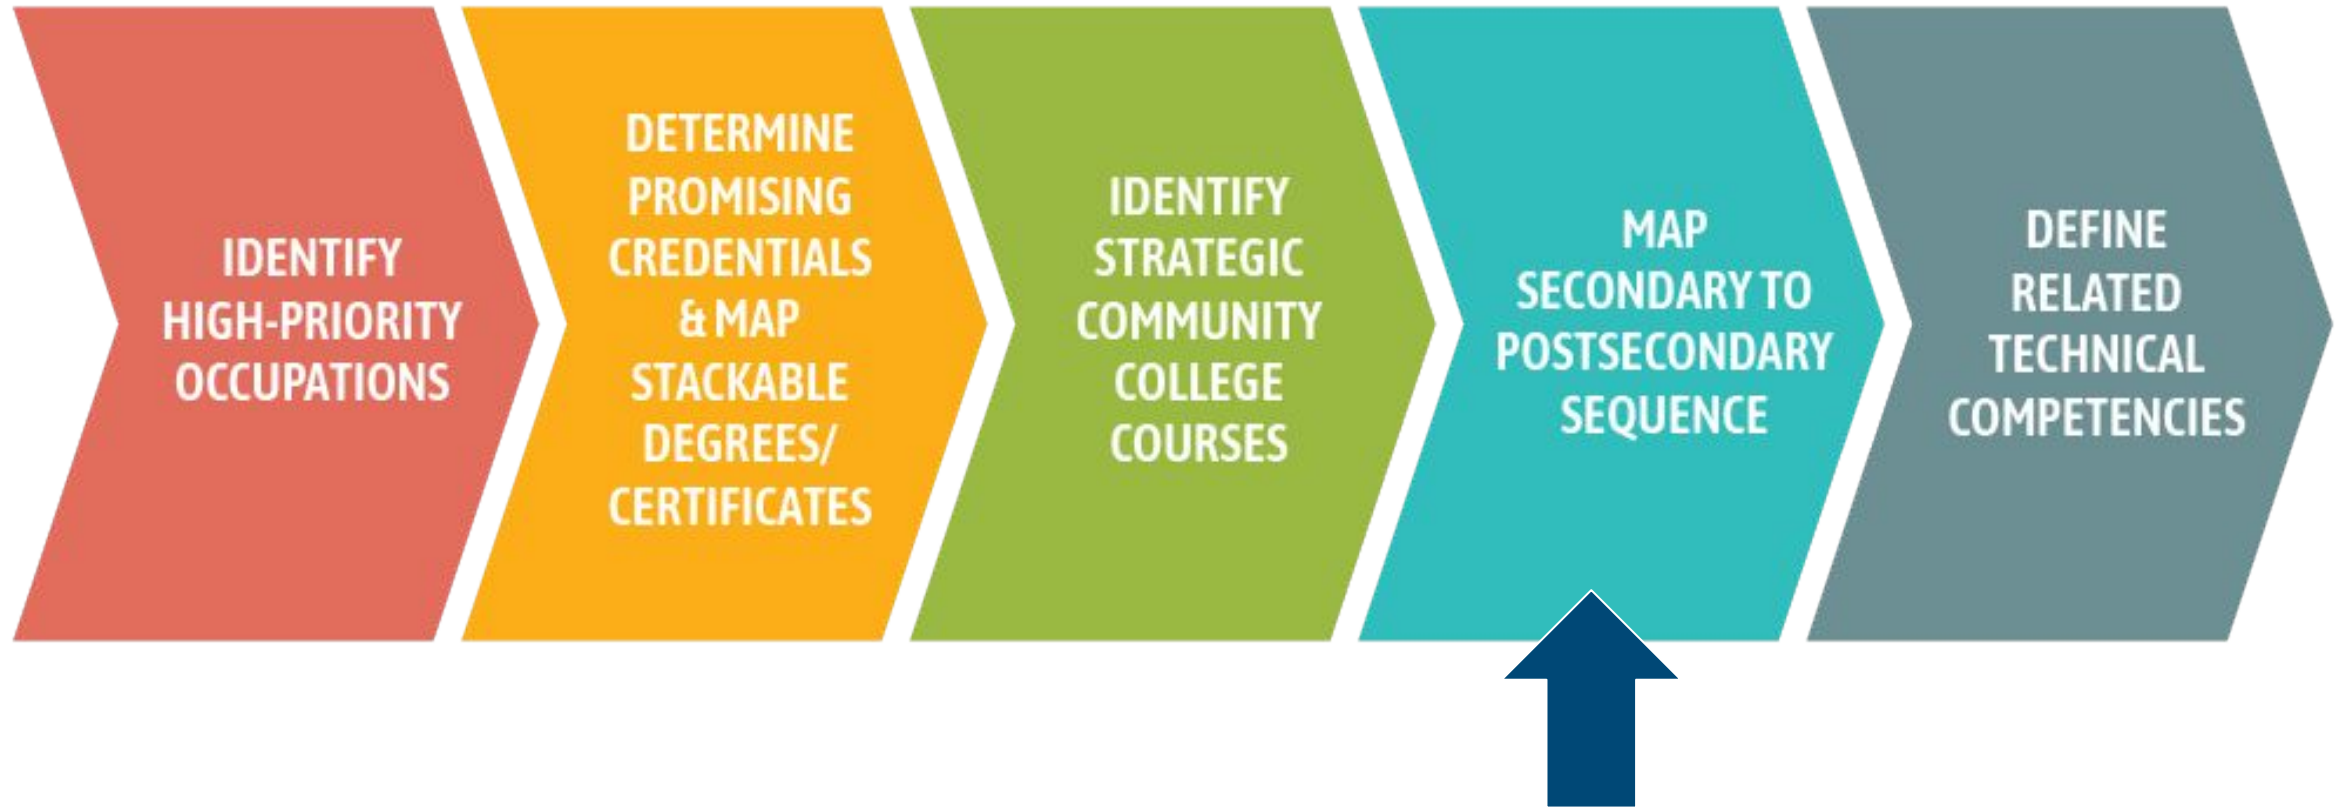 IDENTIFY
HIGH-PRIORITY
OCCUPATIONS
DETERMINE
PROMISING
CREDENTIALS
& MAP
STACKABLE
DEGREES/
CERTIFICATES
IDENTIFY
STRATEGIC
COMMUNITY
COLLEGE
COURSES
MAP
SECONDARY TO
POSTSECONDARY
SEQUENCE
DEFINE
RELATED
TECHNICAL
COMPETENCIES